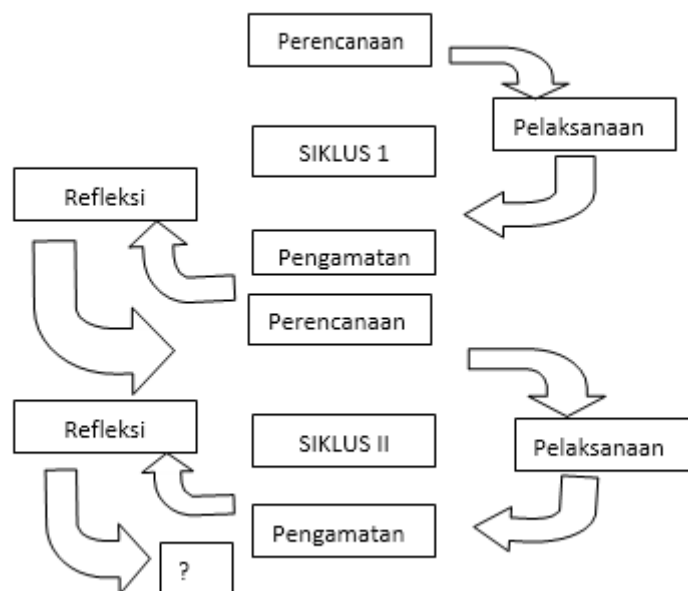 Perencanaan
Pelaksanaan
SIKLUS 1
Refleksi
Pengamatan
Perencanaan
Refleksi
SIKLUS II
Pelaksanaan
Pengamatan
?